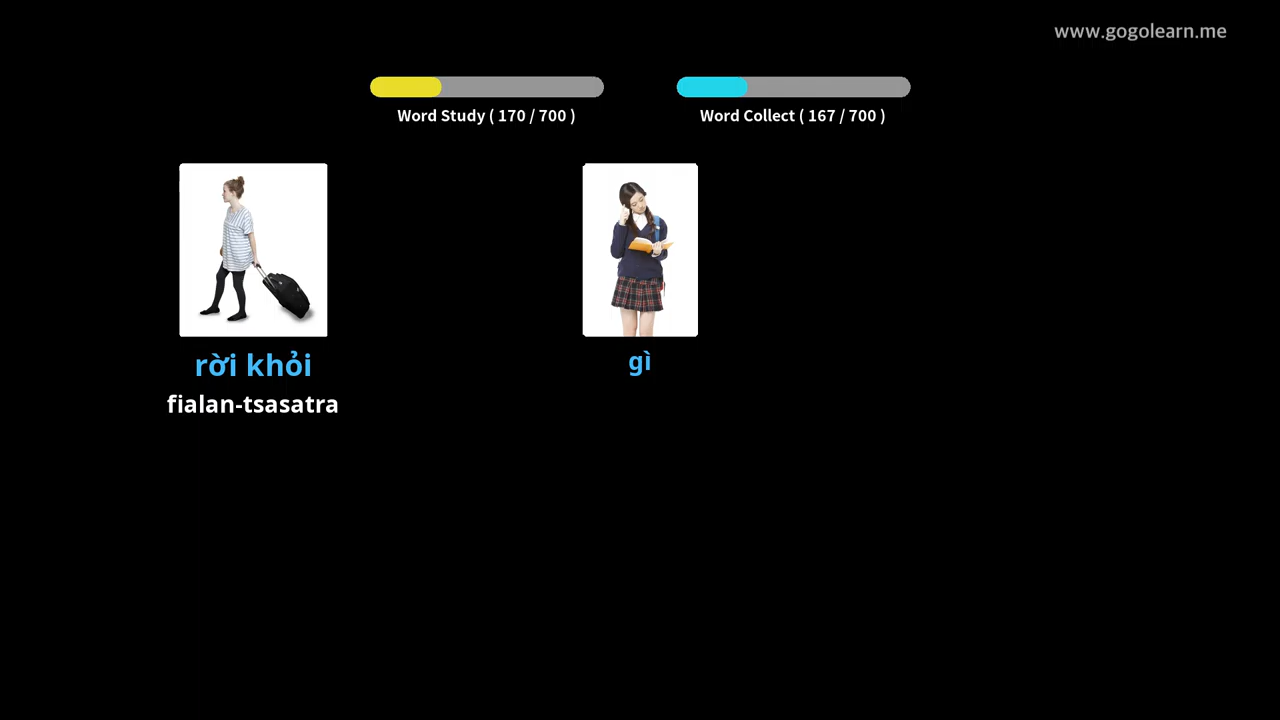 www.gogolearn.me
Word Study ( 170 / 700 )
Word Collect ( 167 / 700 )
rời khỏi
gì
fialan-tsasatra